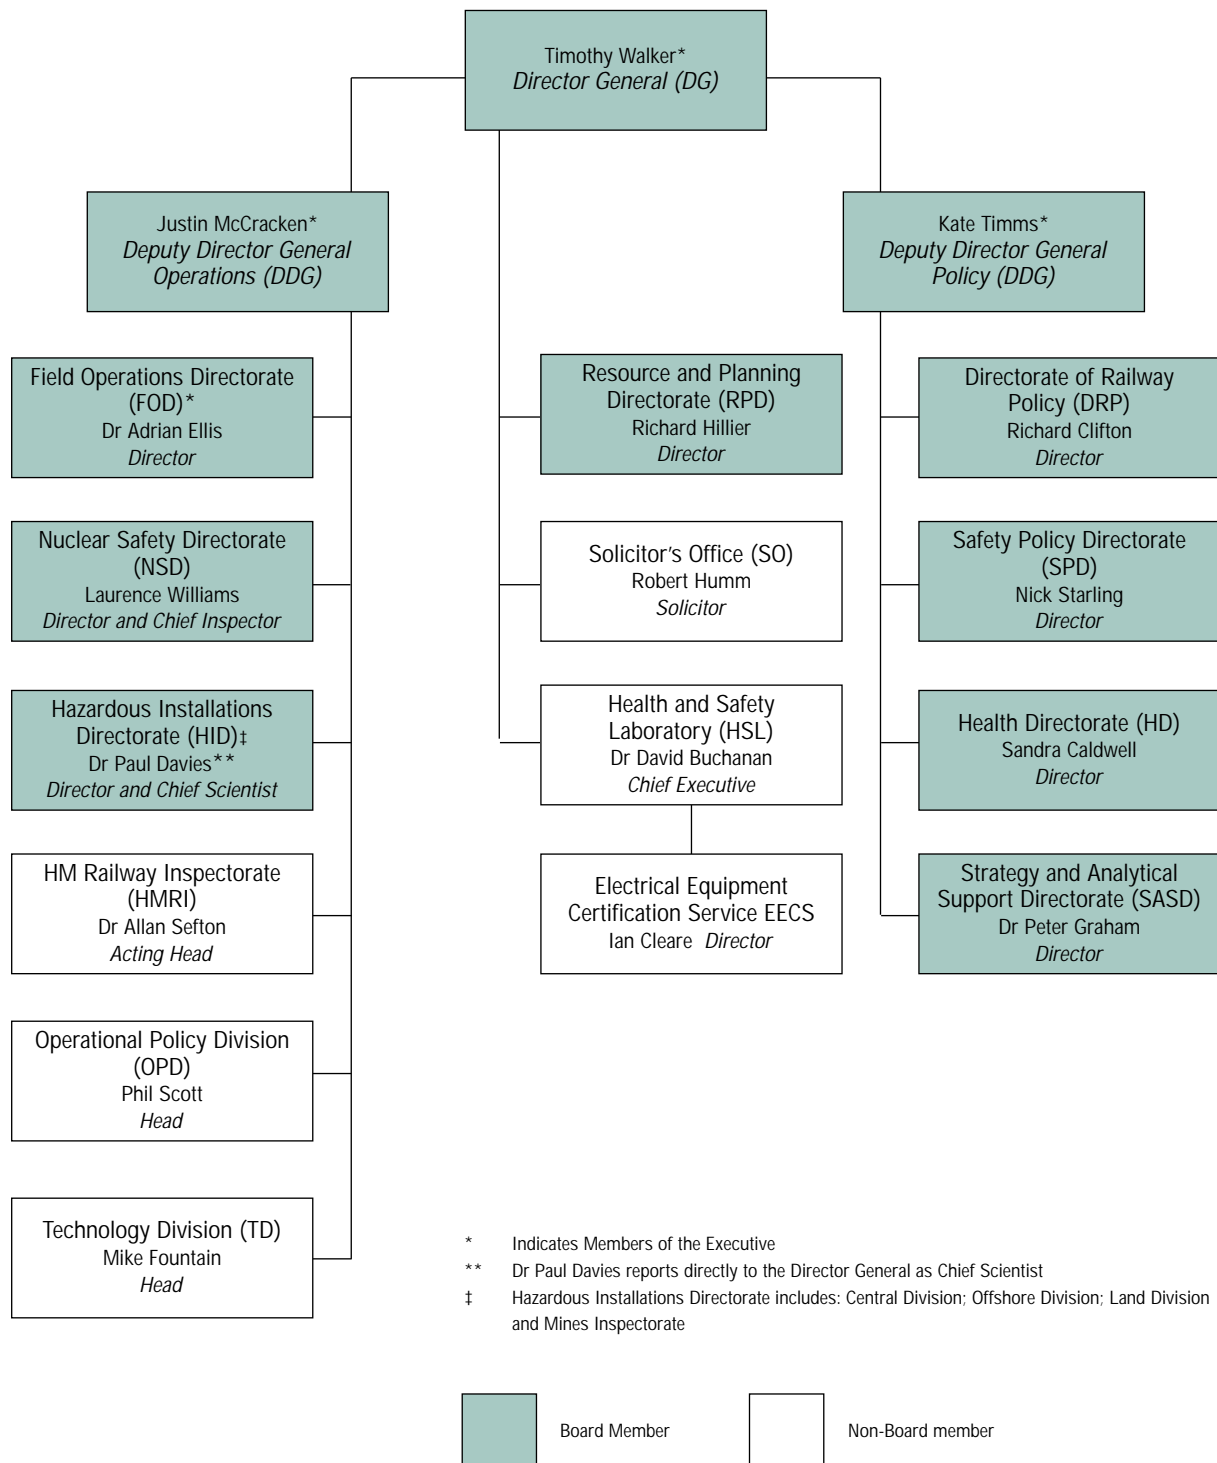 Timothy Walker*
Director General (DG)
Justin McCracken*
Deputy Director General
Operations (DDG)
Kate Timms*
Deputy Director General
Policy (DDG)
Field Operations Directorate
(FOD)*
Dr Adrian Ellis
Director
Nuclear Safety Directorate
(NSD)
Laurence Williams
Director and Chief Inspector
Hazardous Installations
Directorate (HID)‡
Dr Paul Davies**
Director and Chief Scientist
HM Railway Inspectorate
(HMRI)
Dr Allan Sefton
Acting Head
Operational Policy Division
(OPD)
Phil Scott
Head
Technology Division (TD)
Mike Fountain
Head
Resource and Planning
Directorate (RPD)
Richard Hillier
Director
Solicitor's Office (SO)
Robert Humm
Solicitor
Health and Safety
Laboratory (HSL)
Dr David Buchanan
Chief Executive
Electrical Equipment
Certification Service EECS
Ian Cleare Director
Directorate of Railway
Policy (DRP)
Richard Clifton
Director
Safety Policy Directorate
(SPD)
Nick Starling
Director
Health Directorate (HD)
Sandra Caldwell
Director
Strategy and Analytical
Support Directorate (SASD)
Dr Peter Graham
Director
* Indicates Members of the Executive
** Dr Paul Davies reports directly to the Director General as Chief Scientist
‡ Hazardous Installations Directorate includes: Central Division; Offshore Division; Land Division
and Mines Inspectorate
Board Member
Non-Board member